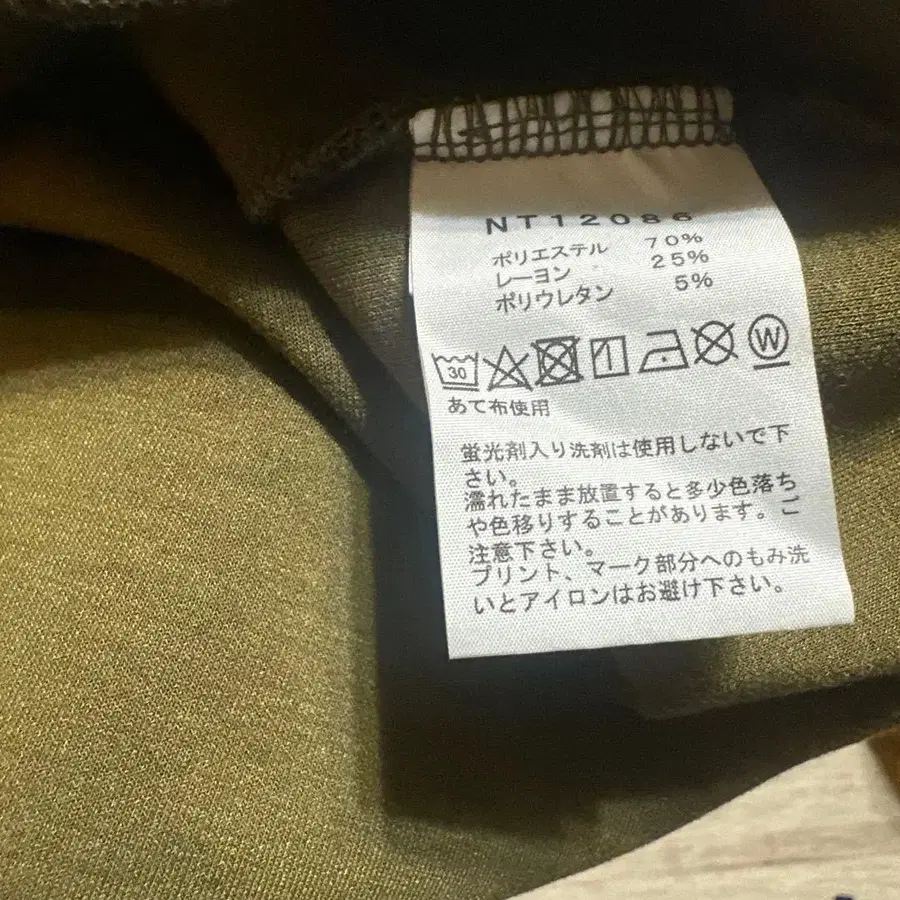 NT12086
ポリエステル 70%
レーヨン 25%
ポリウレタン 5%
30 W
あて布使用
蛍光剤入り洗剤は使用しないで下
さい。
濡れたまま放置すると多少色落ち
や色移りすることがあります。ご
注意下さい。
プリント、マーク部分へのもみ洗
いとアイロンはお避け下さい。